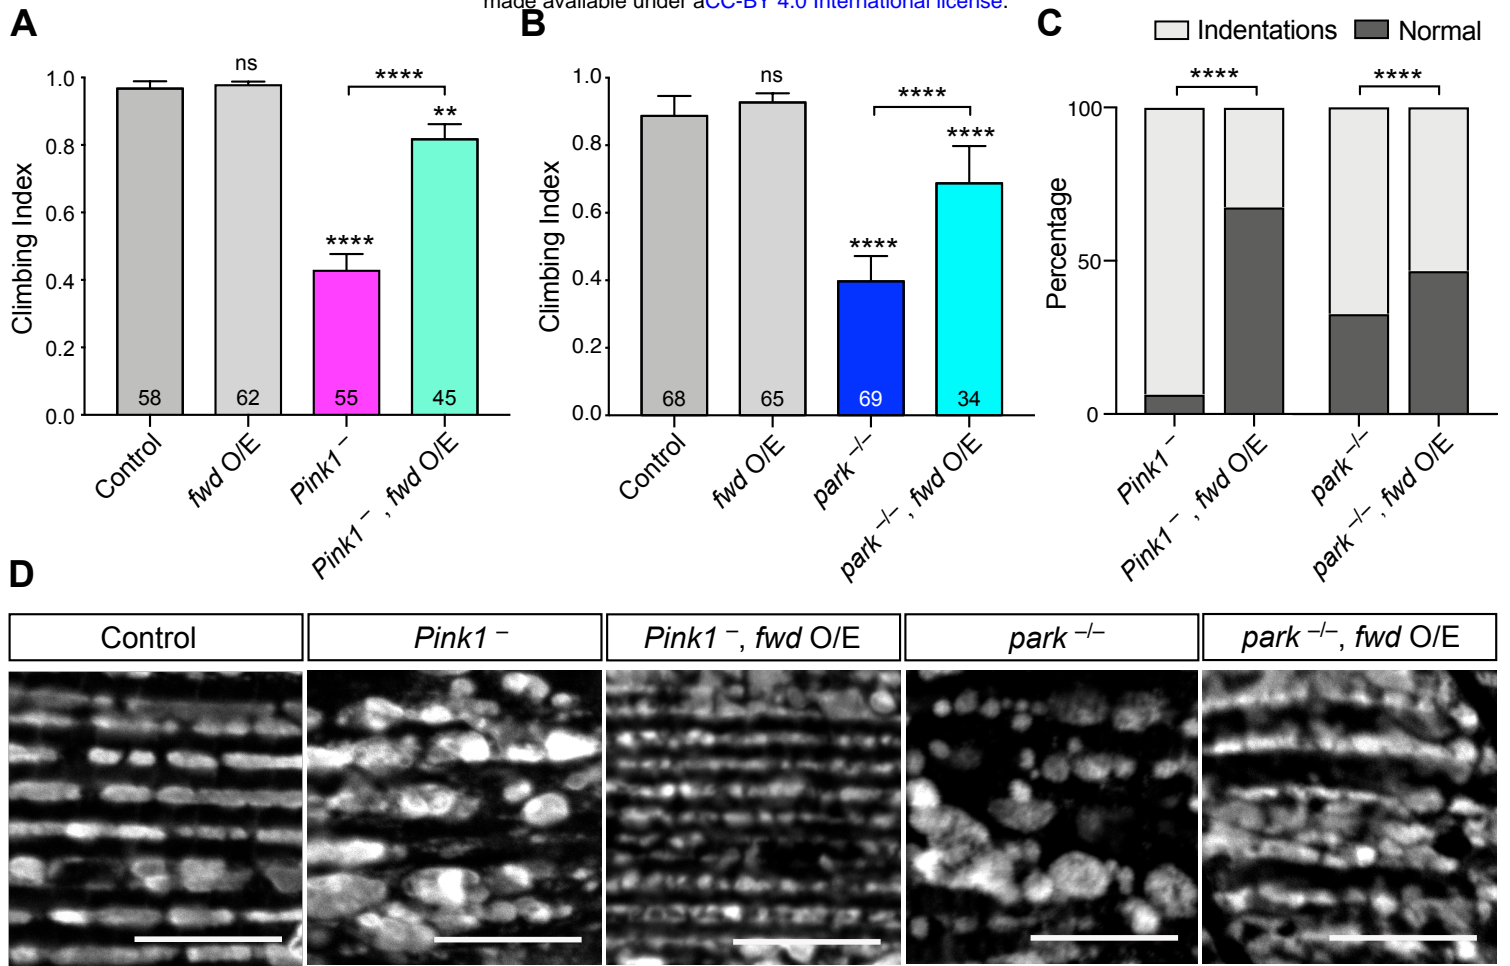 made available under aCC-BY 4.0 International license.
A
B
C
Indentations
Normal
Climbing Index
1.0
0.8
0.6
0.4
0.2
0.0
ns
****
****
**
58
62
55
45
Control
fwd O/E
Pink1 –
Pink1 – , fwd O/E
Climbing Index
1.0
0.8
0.6
0.4
0.2
0.0
ns
****
****
****
68
65
69
34
Control
fwd O/E
park –/–
park –/– , fwd O/E
Percentage
100
50
0
****
****
Pink1 –
Pink1 – , fwd O/E
park –/–
park –/–, fwd O/E
D
Control
Pink1 –
Pink1 –, fwd O/E
park –/–
park –/–, fwd O/E